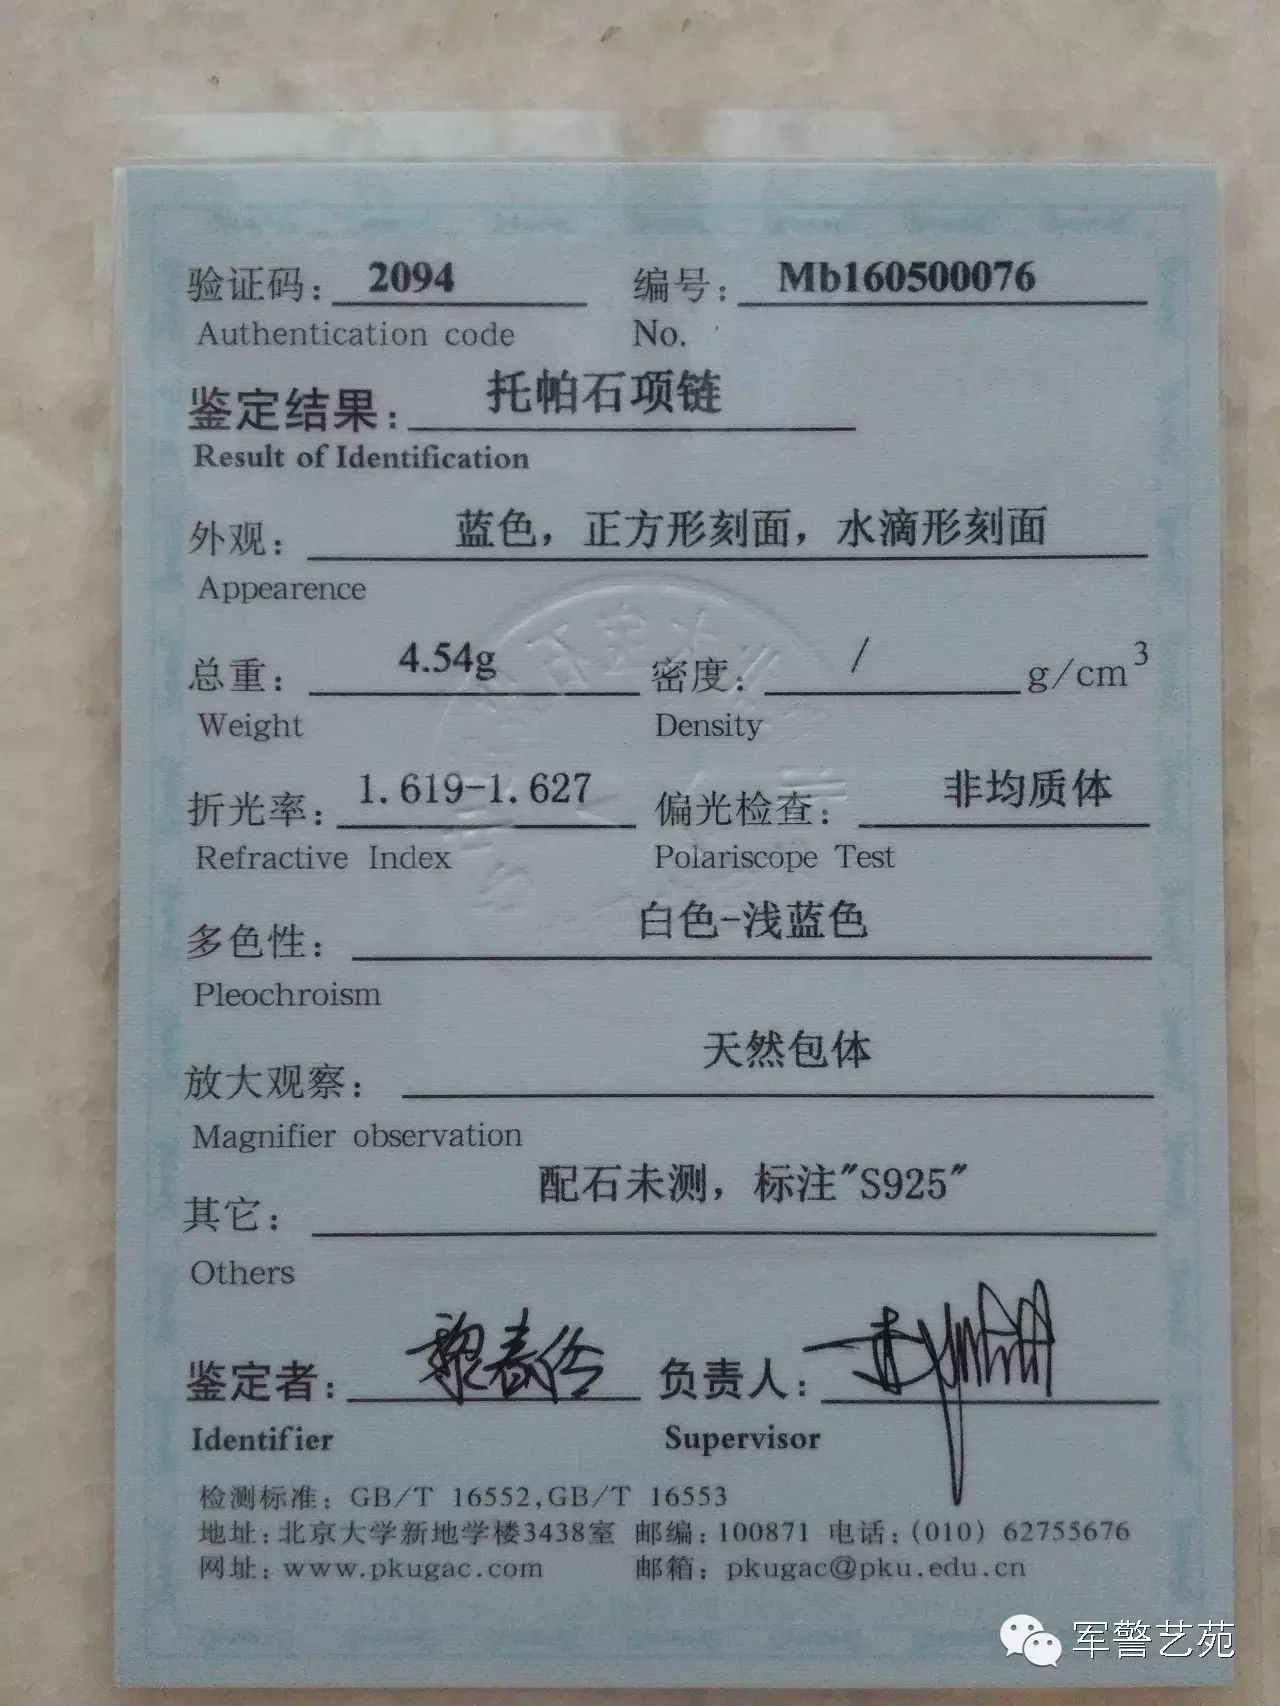 验证码：2094 编号：Mb160500076
Authentication code No.
鉴定结果：托帕石项链
Result of Identification
外观：蓝色，正方形刻面，水滴形刻面
Appearence
总重：4.54g 密度：/ g/cm3
Weight Density
折光率：1.619-1.627 偏光检查：非均质体
Refractive Index Polariscope Test
多色性：白色-浅蓝色
Pleochroism
放大观察：天然包体
Magnifier observation
其它：配石未测，标注"S925"
Others
鉴定者： 负责人：
Identifier Supervisor
检测标准：GB/T 16552,GB/T 16553
地址：北京大学新地学楼3438室 邮编：100871 电话：(010) 62755676
网址：www.pkugac.com 邮箱：pkugac@pku.edu.cn
军警艺苑